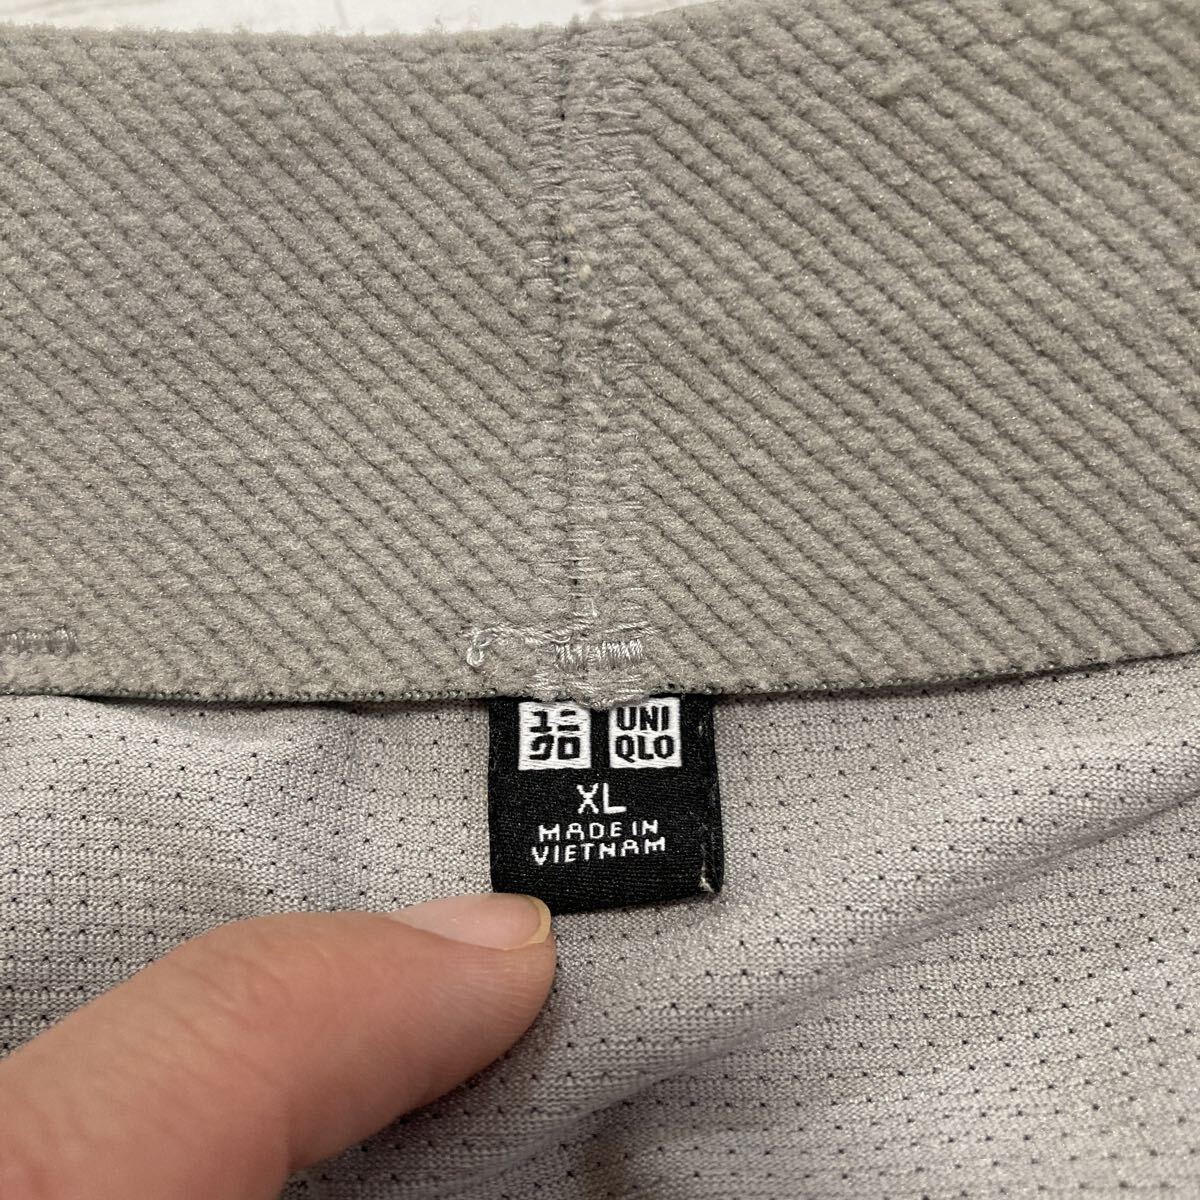 ユニ UNI
クロ QLO
XL
MADE IN
VIETNAM